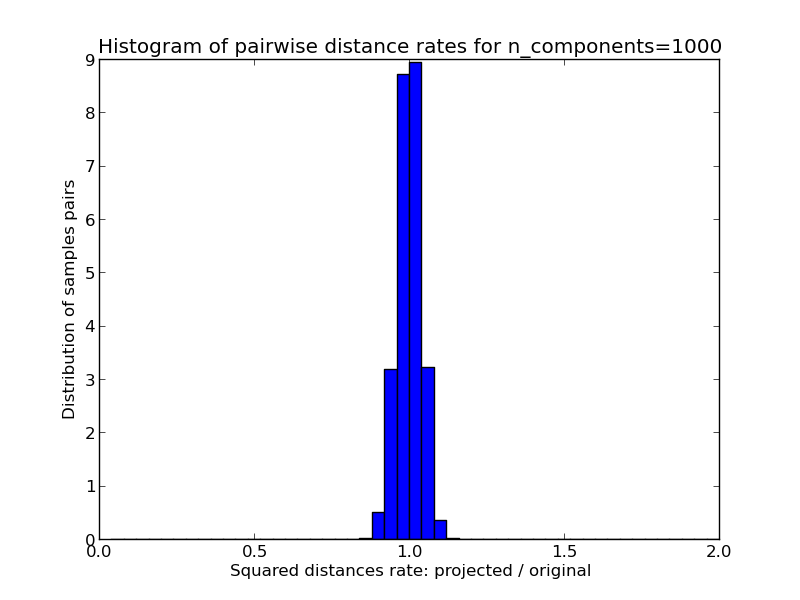 Histogram of pairwise distance rates for n_components=1000
9
8
7
6
5
4
3
2
1
0
Distribution of samples pairs
0.0 0.5 1.0 1.5 2.0
Squared distances rate: projected / original